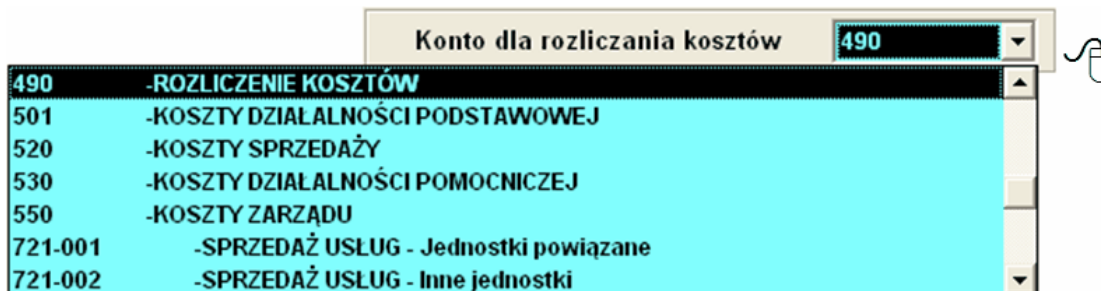 Konto dla rozliczania kosztów 490
490 -ROZLICZENIE KOSZTÓW
501 -KOSZTY DZIAŁALNOŚCI PODSTAWOWEJ
520 -KOSZTY SPRZEDAŻY
530 -KOSZTY DZIAŁALNOŚCI POMOCNICZEJ
550 -KOSZTY ZARZĄDU
721-001 -SPRZEDAŻ USŁUG - Jednostki powiązane
721-002 -SPRZEDAŻ USŁUG - Inne jednostki